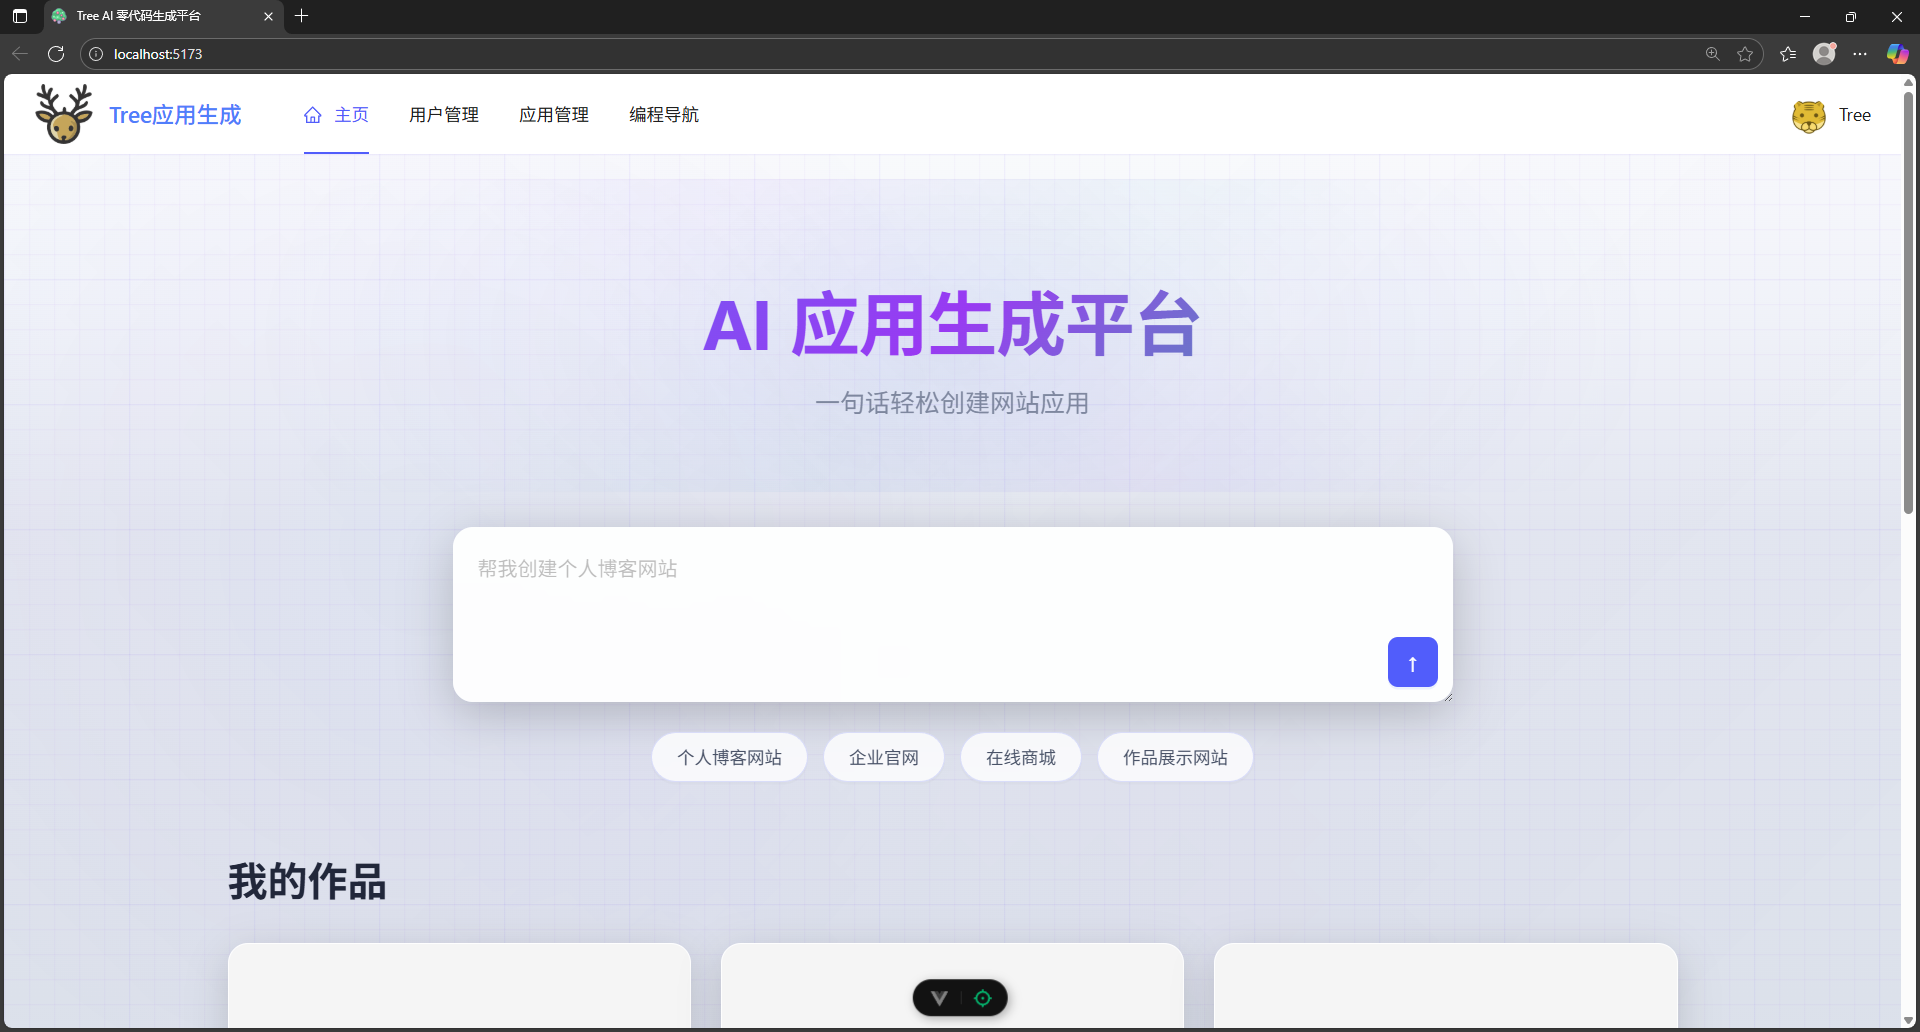 Tree AI 零代码生成平台
localhost:5173
Tree应用生成
主页
用户管理
应用管理
编程导航
Tree
AI 应用生成平台
一句话轻松创建网站应用
帮我创建个人博客网站
↑
个人博客网站
企业官网
在线商城
作品展示网站
我的作品